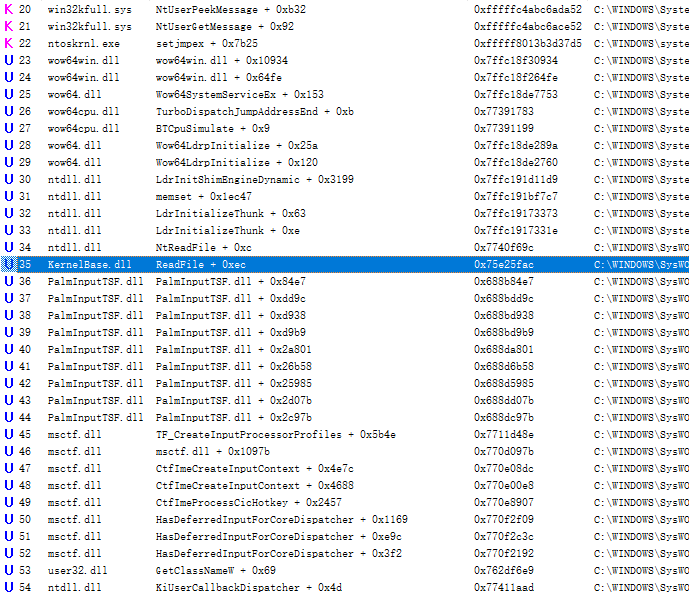 K 20 win32kfull.sys NtUserPeekMessage + 0xb32 0xfffffc4abc6ada52 C:\WINDOWS\Syste
K 21 win32kfull.sys NtUserGetMessage + 0x92 0xfffffc4abc6ace52 C:\WINDOWS\Syste
K 22 ntoskrnl.exe setjmpex + 0x7b25 0xfffff8013b3d37d5 C:\WINDOWS\syste
U 23 wow64win.dll wow64win.dll + 0x10934 0x7ffc18f30934 C:\WINDOWS\Syste
U 24 wow64win.dll wow64win.dll + 0x64fe 0x7ffc18f264fe C:\WINDOWS\Syste
U 25 wow64.dll Wow64SystemServiceEx + 0x153 0x7ffc18de7753 C:\WINDOWS\Syste
U 26 wow64cpu.dll TurboDispatchJumpAddressEnd + 0xb 0x77391783 C:\WINDOWS\Syste
U 27 wow64cpu.dll BTCpuSimulate + 0x9 0x77391199 C:\WINDOWS\Syste
U 28 wow64.dll Wow64LdrpInitialize + 0x25a 0x7ffc18de289a C:\WINDOWS\Syste
U 29 wow64.dll Wow64LdrpInitialize + 0x120 0x7ffc18de2760 C:\WINDOWS\Syste
U 30 ntdll.dll LdrInitShimEngineDynamic + 0x3199 0x7ffc191d11d9 C:\WINDOWS\Syste
U 31 ntdll.dll memset + 0x1ec47 0x7ffc191bf7c7 C:\WINDOWS\Syste
U 32 ntdll.dll LdrInitializeThunk + 0x63 0x7ffc19173373 C:\WINDOWS\Syste
U 33 ntdll.dll LdrInitializeThunk + 0xe 0x7ffc1917331e C:\WINDOWS\Syste
U 34 ntdll.dll NtReadFile + 0xc 0x7740f69c C:\WINDOWS\SysWO
U 35 KernelBase.dll ReadFile + 0xec 0x75e25fac C:\WINDOWS\SysWO
U 36 PalmInputTSF.dll PalmInputTSF.dll + 0x84e7 0x688b84e7 C:\WINDOWS\SysWO
U 37 PalmInputTSF.dll PalmInputTSF.dll + 0xdd9c 0x688bdd9c C:\WINDOWS\SysWO
U 38 PalmInputTSF.dll PalmInputTSF.dll + 0xd938 0x688bd938 C:\WINDOWS\SysWO
U 39 PalmInputTSF.dll PalmInputTSF.dll + 0xd9b9 0x688bd9b9 C:\WINDOWS\SysWO
U 40 PalmInputTSF.dll PalmInputTSF.dll + 0x2a801 0x688da801 C:\WINDOWS\SysWO
U 41 PalmInputTSF.dll PalmInputTSF.dll + 0x26b58 0x688d6b58 C:\WINDOWS\SysWO
U 42 PalmInputTSF.dll PalmInputTSF.dll + 0x25985 0x688d5985 C:\WINDOWS\SysWO
U 43 PalmInputTSF.dll PalmInputTSF.dll + 0x2d07b 0x688dd07b C:\WINDOWS\SysWO
U 44 PalmInputTSF.dll PalmInputTSF.dll + 0x2c97b 0x688dc97b C:\WINDOWS\SysWO
U 45 msctf.dll TF_CreateInputProcessorProfiles + 0x5b4e 0x7711d48e C:\WINDOWS\SysWO
U 46 msctf.dll msctf.dll + 0x1097b 0x770d097b C:\WINDOWS\SysWO
U 47 msctf.dll CtfImeCreateInputContext + 0x4e7c 0x770e08dc C:\WINDOWS\SysWO
U 48 msctf.dll CtfImeCreateInputContext + 0x4688 0x770e00e8 C:\WINDOWS\SysWO
U 49 msctf.dll CtfImeProcessCicHotkey + 0x2457 0x770e8907 C:\WINDOWS\SysWO
U 50 msctf.dll HasDeferredInputForCoreDispatcher + 0x1169 0x770f2f09 C:\WINDOWS\SysWO
U 51 msctf.dll HasDeferredInputForCoreDispatcher + 0xe9c 0x770f2c3c C:\WINDOWS\SysWO
U 52 msctf.dll HasDeferredInputForCoreDispatcher + 0x3f2 0x770f2192 C:\WINDOWS\SysWO
U 53 user32.dll GetClassNameW + 0x69 0x762df6e9 C:\WINDOWS\SysWO
U 54 ntdll.dll KiUserCallbackDispatcher + 0x4d 0x77411aad C:\WINDOWS\SysWO